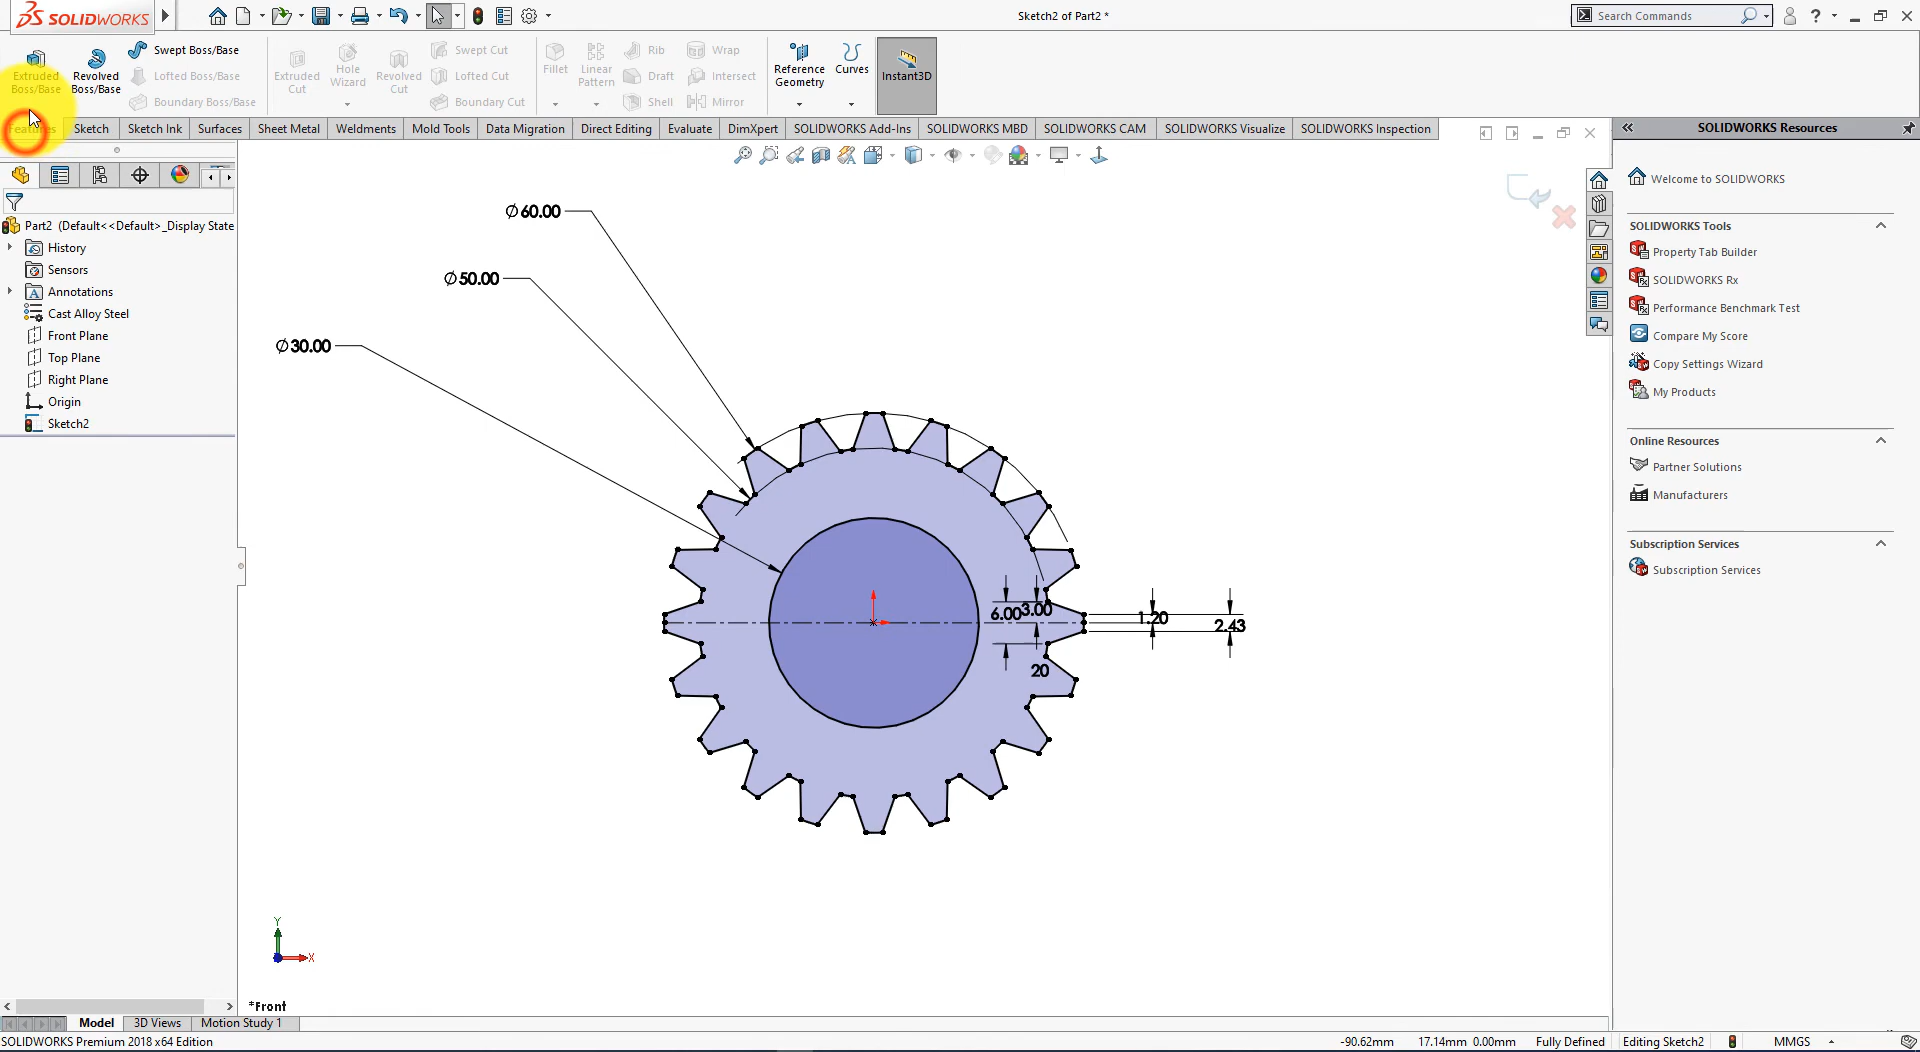 SOLIDWORKS
Sketch2 of Part2 *
Search Commands
?
Extruded Boss/Base
Revolved Boss/Base
Swept Boss/Base
Lofted Boss/Base
Boundary Boss/Base
Extruded Cut
Hole Wizard
Revolved Cut
Swept Cut
Lofted Cut
Boundary Cut
Fillet
Linear Pattern
Rib
Draft
Shell
Wrap
Intersect
Mirror
Reference Geometry
Curves
Instant3D
Features
Sketch
Sketch Ink
Surfaces
Sheet Metal
Weldments
Mold Tools
Data Migration
Direct Editing
Evaluate
DimXpert
SOLIDWORKS Add-Ins
SOLIDWORKS MBD
SOLIDWORKS CAM
SOLIDWORKS Visualize
SOLIDWORKS Inspection
Part2 (Default<<Default>_Display State
History
Sensors
Annotations
Cast Alloy Steel
Front Plane
Top Plane
Right Plane
Origin
Sketch2
∅60.00
∅50.00
∅30.00
6.00
3.00
20
1.20
2.43
Y
X
*Front
SOLIDWORKS Resources
Welcome to SOLIDWORKS
SOLIDWORKS Tools
Property Tab Builder
SOLIDWORKS Rx
Performance Benchmark Test
Compare My Score
Copy Settings Wizard
My Products
Online Resources
Partner Solutions
Manufacturers
Subscription Services
Subscription Services
Model
3D Views
Motion Study 1
SOLIDWORKS Premium 2018 x64 Edition
-90.62mm
17.14mm
0.00mm
Fully Defined
Editing Sketch2
MMGS